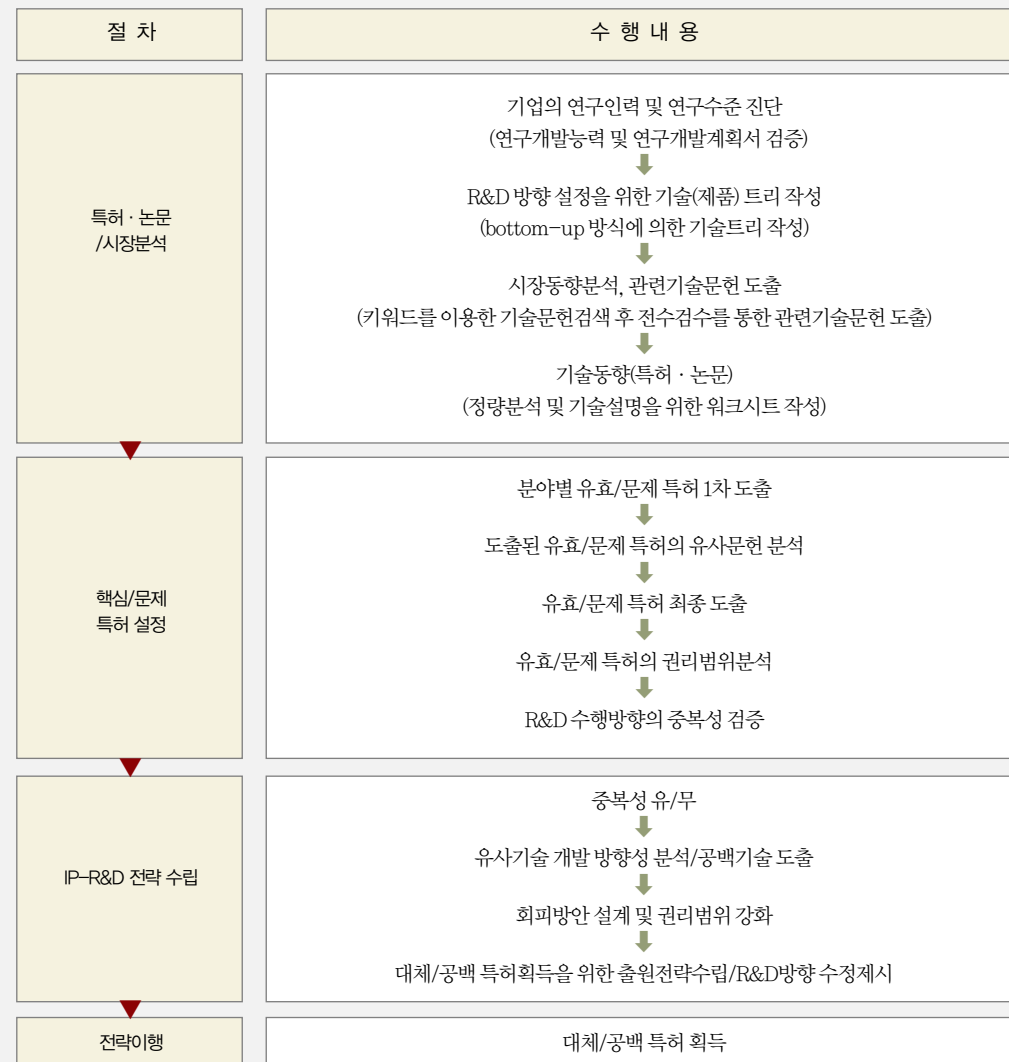 절 차
수 행 내 용
특허 · 논문
/시장분석
기업의 연구인력 및 연구수준 진단
(연구개발능력 및 연구개발계획서 검증)
R&D 방향 설정을 위한 기술(제품) 트리 작성
(bottom-up 방식에 의한 기술트리 작성)
시장동향분석, 관련기술문헌 도출
(키워드를 이용한 기술문헌검색 후 전수검수를 통한 관련기술문헌 도출)
기술동향(특허 · 논문)
(정량분석 및 기술설명을 위한 워크시트 작성)
핵심/문제
특허 설정
분야별 유효/문제 특허 1차 도출
도출된 유효/문제 특허의 유사문헌 분석
유효/문제 특허 최종 도출
유효/문제 특허의 권리범위분석
R&D 수행방향의 중복성 검증
IP-R&D 전략 수립
중복성 유/무
유사기술 개발 방향성 분석/공백기술 도출
회피방안 설계 및 권리범위 강화
대체/공백 특허획득을 위한 출원전략수립/R&D방향 수정제시
전략이행
대체/공백 특허 획득